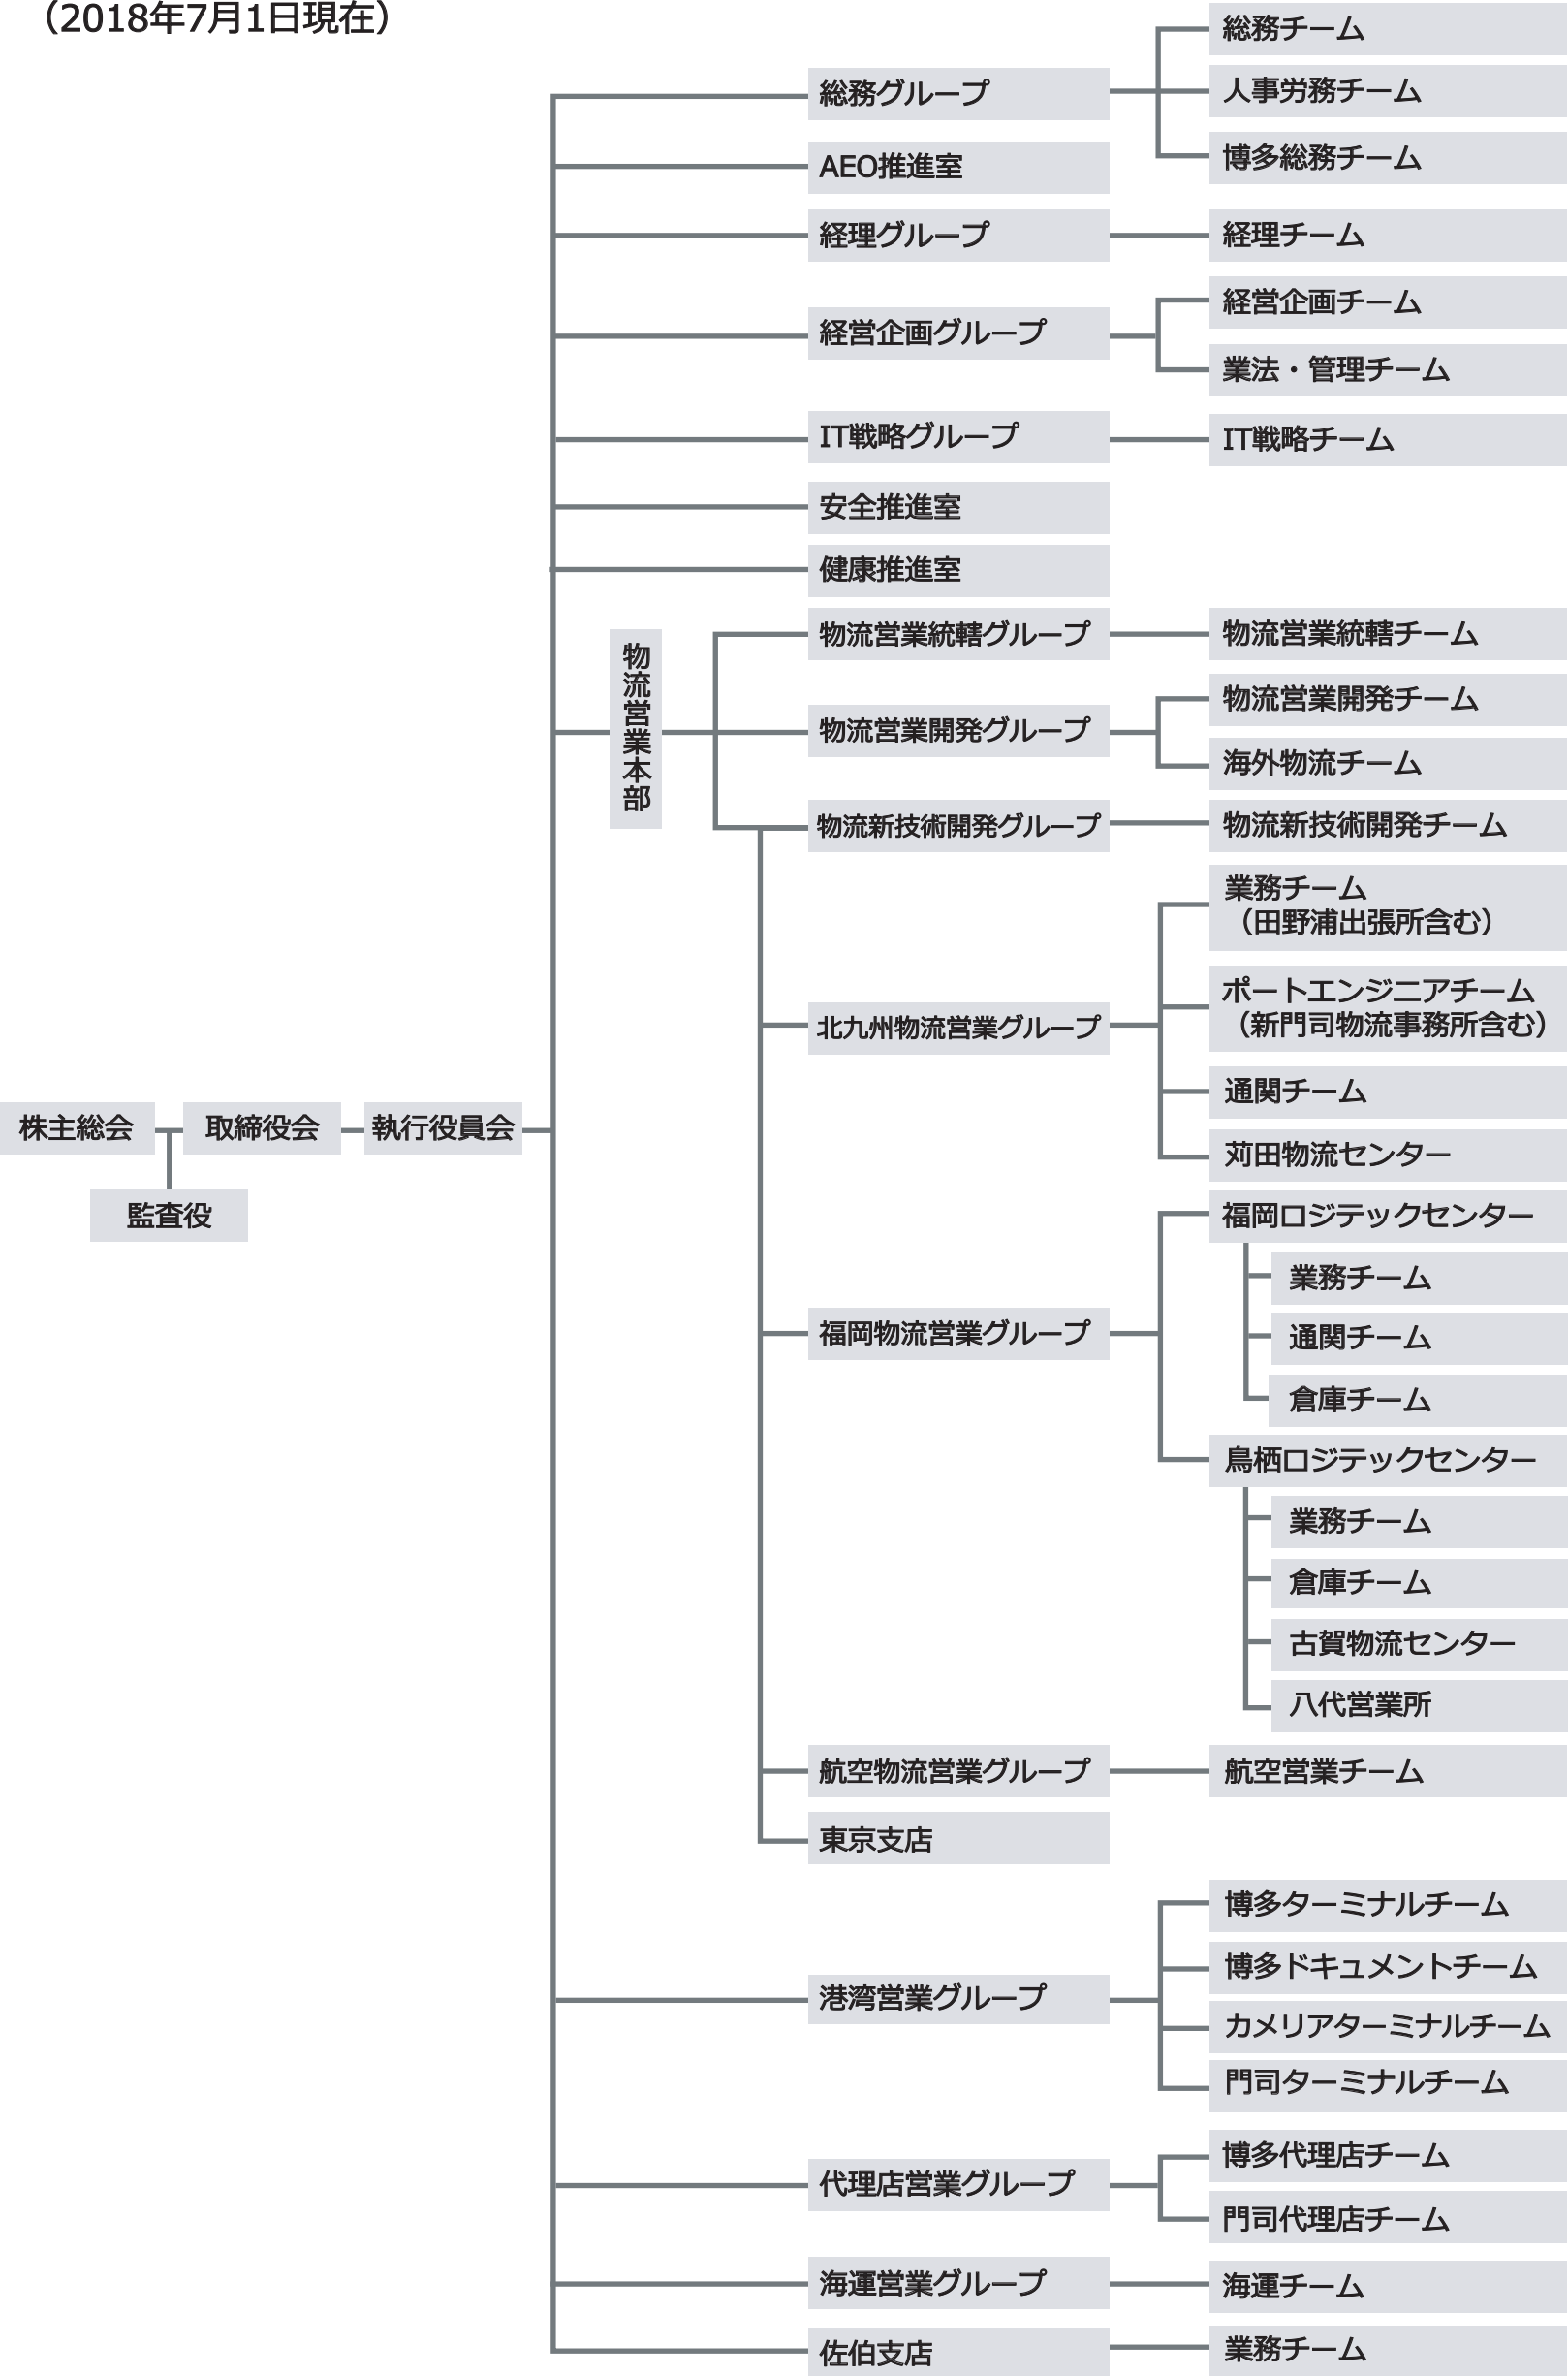 （2018年7月1日現在）
株主総会
取締役会
執行役員会
監査役
総務グループ
総務チーム
人事労務チーム
博多総務チーム
AEO推進室
経理グループ
経理チーム
経営企画グループ
経営企画チーム
業法・管理チーム
IT戦略グループ
IT戦略チーム
安全推進室
健康推進室
物流営業本部
物流営業統轄グループ
物流営業統轄チーム
物流営業開発グループ
物流営業開発チーム
海外物流チーム
物流新技術開発グループ
物流新技術開発チーム
北九州物流営業グループ
業務チーム
（田野浦出張所含む）
ポートエンジニアチーム
（新門司物流事務所含む）
通関チーム
苅田物流センター
福岡物流営業グループ
福岡ロジテックセンター
業務チーム
通関チーム
倉庫チーム
鳥栖ロジテックセンター
業務チーム
倉庫チーム
古賀物流センター
八代営業所
航空物流営業グループ
航空営業チーム
東京支店
港湾営業グループ
博多ターミナルチーム
博多ドキュメントチーム
カメリアターミナルチーム
門司ターミナルチーム
代理店営業グループ
博多代理店チーム
門司代理店チーム
海運営業グループ
海運チーム
佐伯支店
業務チーム